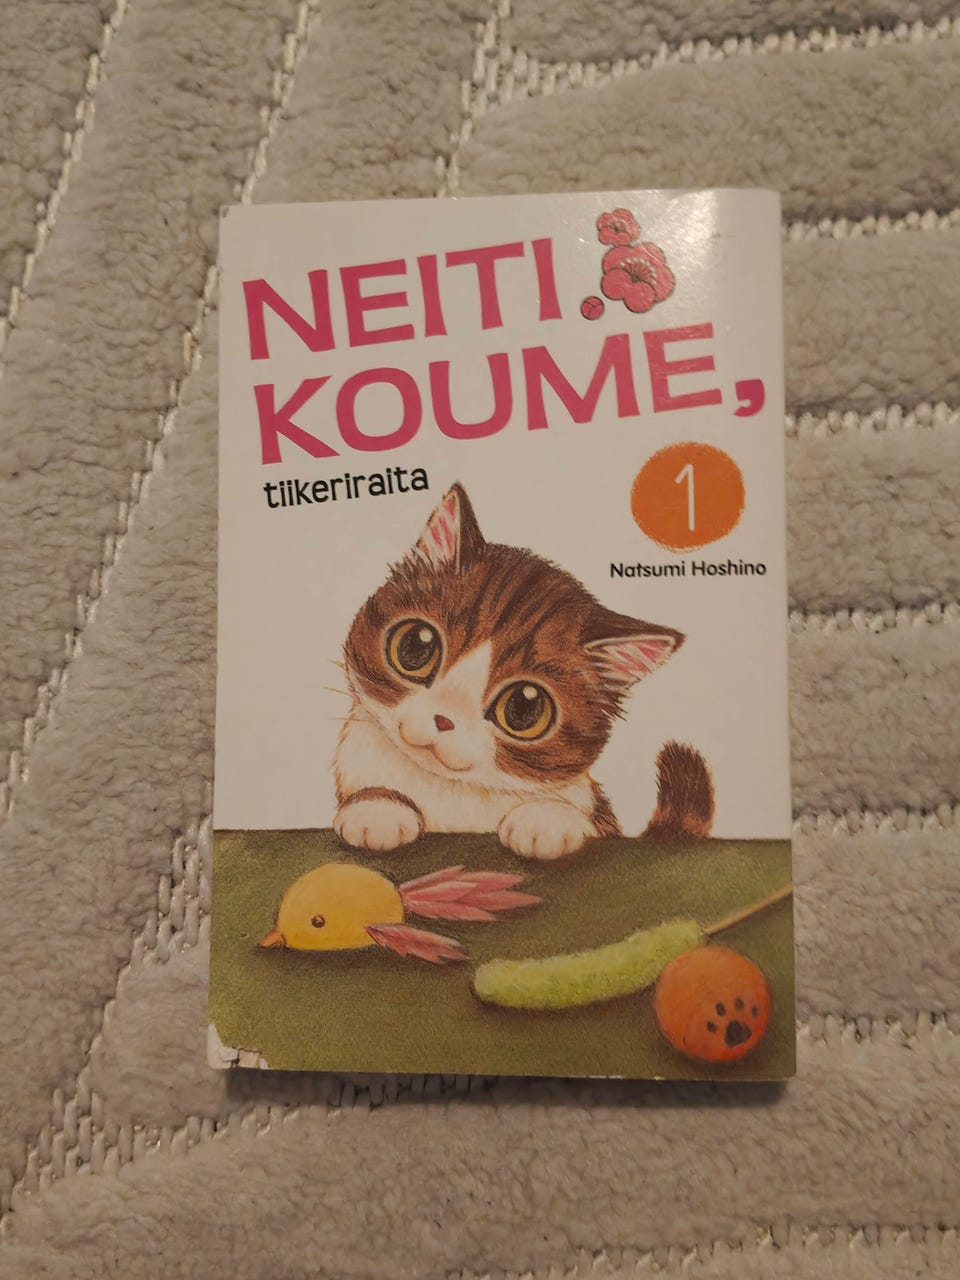 NEITI
KOUME,
tiikeriraita
1
Natsumi Hoshino